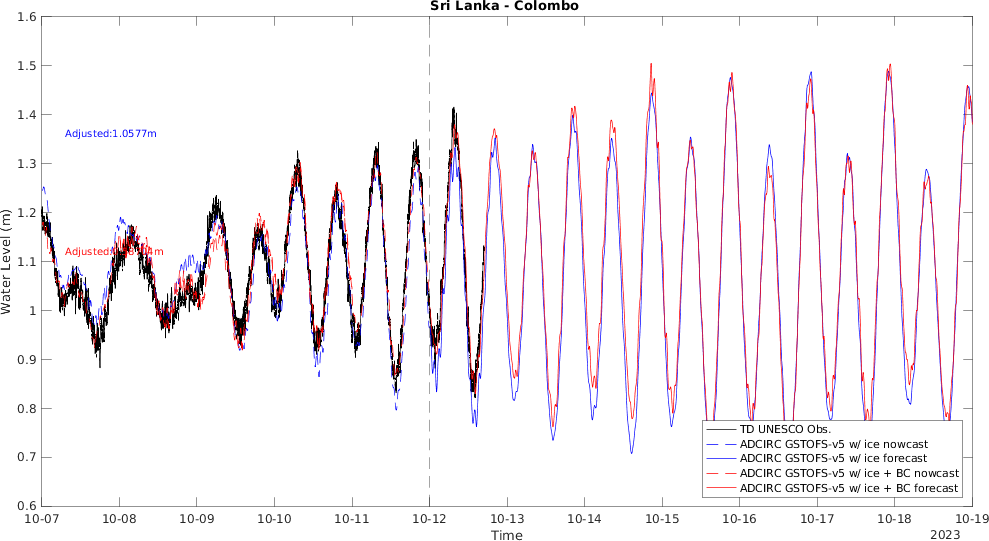 Sri Lanka - Colombo
Water Level (m)
1.6
1.5
1.4
1.3
1.2
1.1
1
0.9
0.8
0.7
0.6
Adjusted:1.0577m
TD UNESCO Obs.
ADCIRC GSTOFS-v5 w/ ice nowcast
ADCIRC GSTOFS-v5 w/ ice forecast
ADCIRC GSTOFS-v5 w/ ice + BC nowcast
ADCIRC GSTOFS-v5 w/ ice + BC forecast
10-07 10-08 10-09 10-10 10-11 10-12 10-13 10-14 10-15 10-16 10-17 10-18 10-19
Time
2023